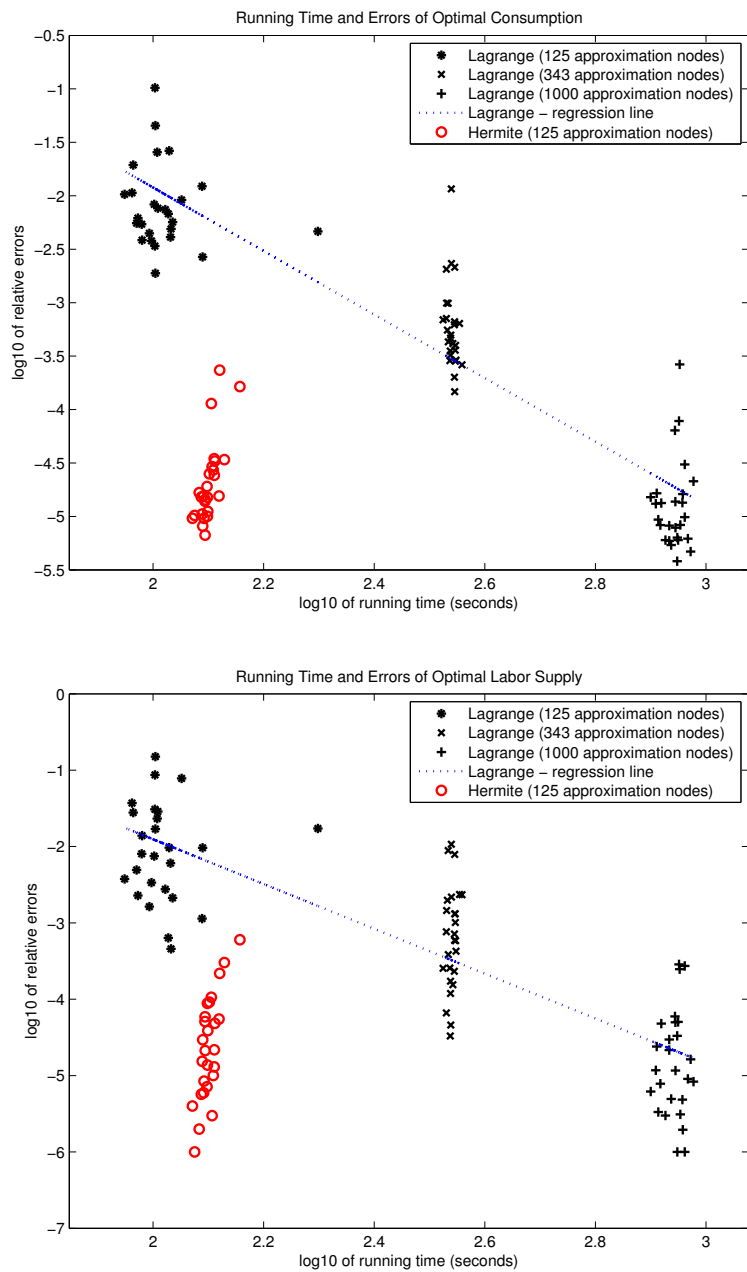 Running Time and Errors of Optimal Consumption
−0.5
Lagrange (125 approximation nodes)
Lagrange (343 approximation nodes)
−1
Lagrange (1000 approximation nodes)
Lagrange − regression line
Hermite (125 approximation nodes)
−1.5
−2
−2.5
log10 of relative errors
−3
−3.5
−4
−4.5
−5
−5.5
2
2.2
2.4
2.6
2.8
3
log10 of running time (seconds)
Running Time and Errors of Optimal Labor Supply
0
Lagrange (125 approximation nodes)
Lagrange (343 approximation nodes)
Lagrange (1000 approximation nodes)
−1
Lagrange − regression line
Hermite (125 approximation nodes)
−2
−3
log10 of relative errors
−4
−5
−6
−7
2
2.2
2.4
2.6
2.8
3
log10 of running time (seconds)